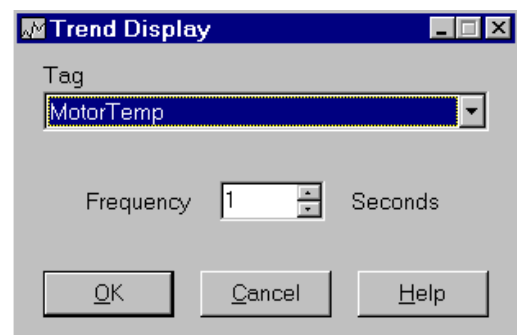 Trend Display
Tag
MotorTemp
Frequency 1 Seconds
OK Cancel Help